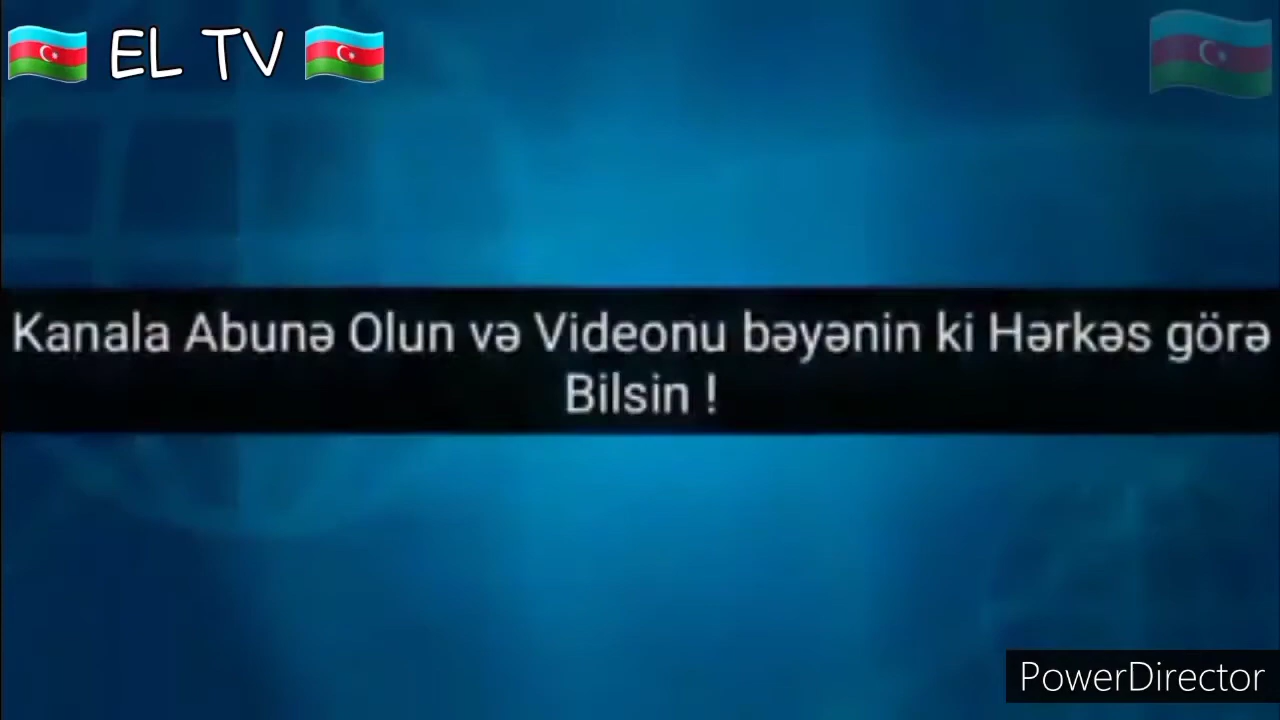 EL TV
Kanala Abunə Olun və Videonu bəyənin ki Hərkəs görə
Bilsin !
PowerDirector